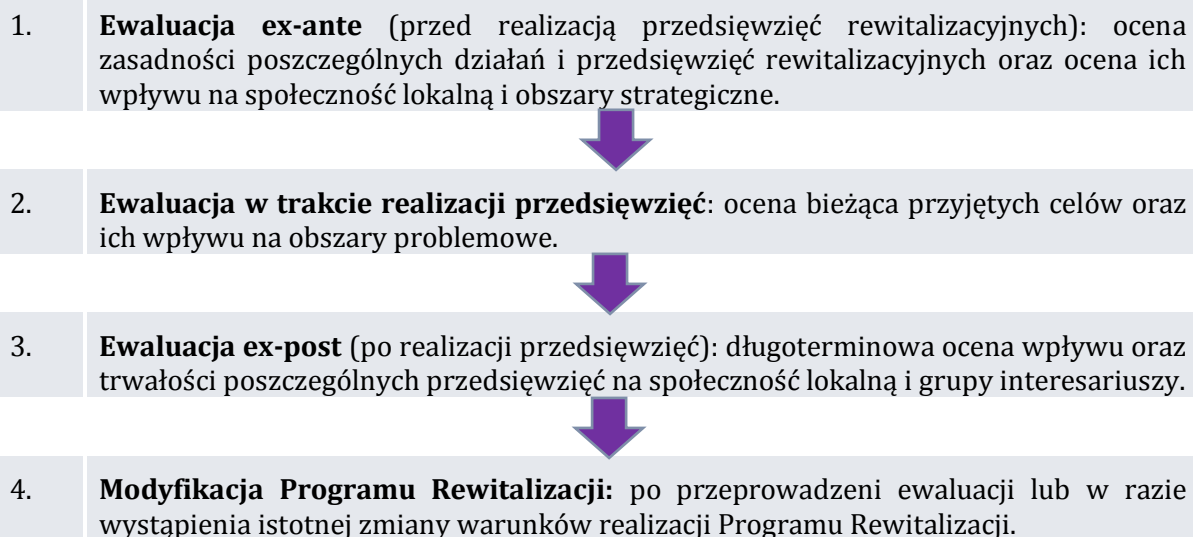 1. Ewaluacja ex-ante (przed realizacją przedsięwzięć rewitalizacyjnych): ocena
zasadności poszczególnych działań i przedsięwzięć rewitalizacyjnych oraz ocena ich
wpływu na społeczność lokalną i obszary strategiczne.
2. Ewaluacja w trakcie realizacji przedsięwzięć: ocena bieżąca przyjętych celów oraz
ich wpływu na obszary problemowe.
3. Ewaluacja ex-post (po realizacji przedsięwzięć): długoterminowa ocena wpływu oraz
trwałości poszczególnych przedsięwzięć na społeczność lokalną i grupy interesariuszy.
4. Modyfikacja Programu Rewitalizacji: po przeprowadzeni ewaluacji lub w razie
wystąpienia istotnej zmiany warunków realizacji Programu Rewitalizacji.